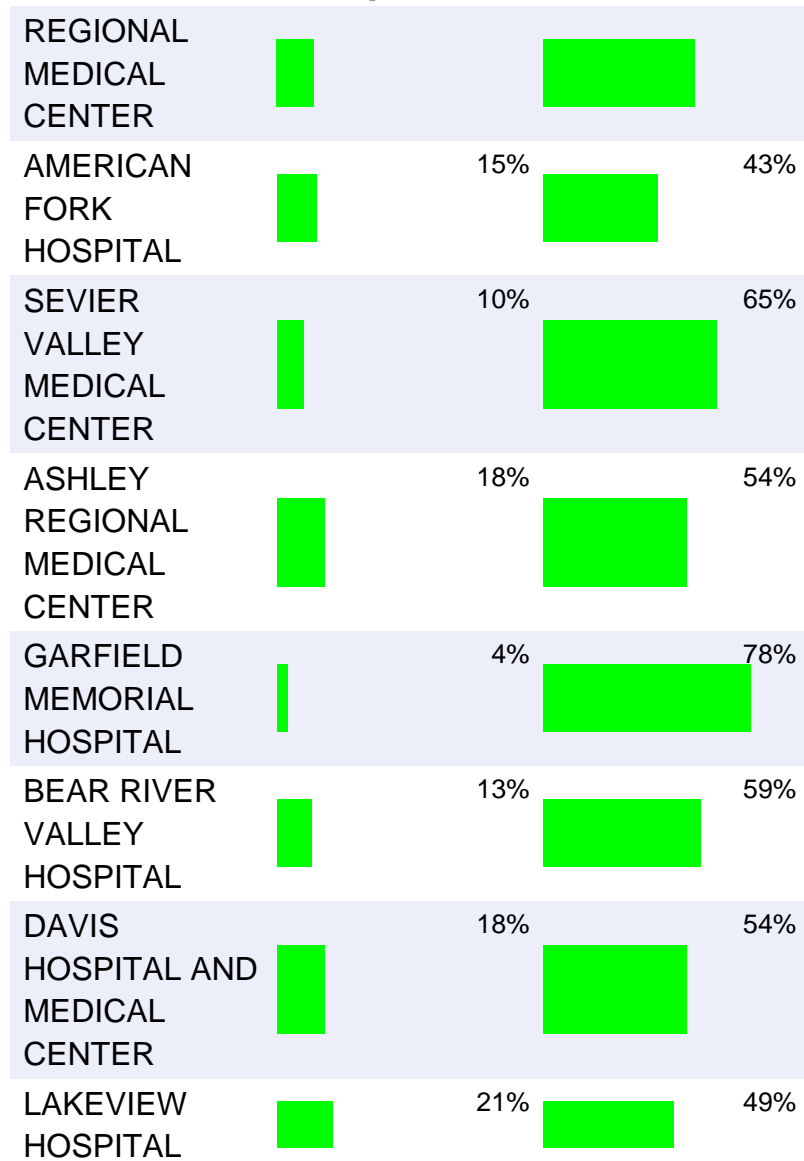 REGIONAL
MEDICAL
CENTER
AMERICAN 15% 43%
FORK
HOSPITAL
SEVIER 10% 65%
VALLEY
MEDICAL
CENTER
ASHLEY 18% 54%
REGIONAL
MEDICAL
CENTER
GARFIELD 4% 78%
MEMORIAL
HOSPITAL
BEAR RIVER 13% 59%
VALLEY
HOSPITAL
DAVIS 18% 54%
HOSPITAL AND
MEDICAL
CENTER
LAKEVIEW 21% 49%
HOSPITAL